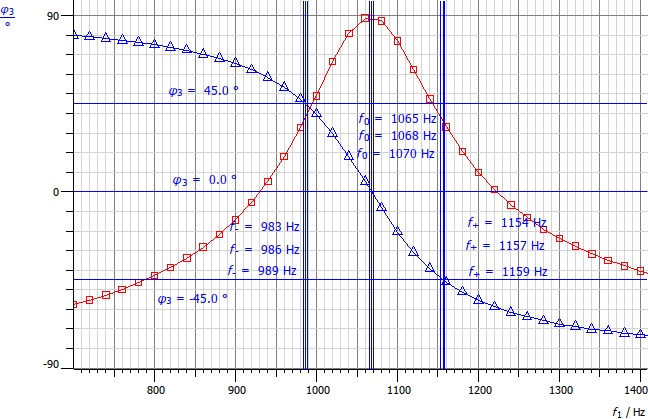 φ3
°
90
φ3 = 45.0 °
f0 = 1065 Hz
f0 = 1068 Hz
f0 = 1070 Hz
φ3 = 0.0 °
0
f- = 983 Hz
f+ = 1154 Hz
f- = 986 Hz
f+ = 1157 Hz
f- = 989 Hz
f+ = 1159 Hz
φ3 = -45.0 °
-90
800 900 1000 1100 1200 1300 1400
f1 / Hz